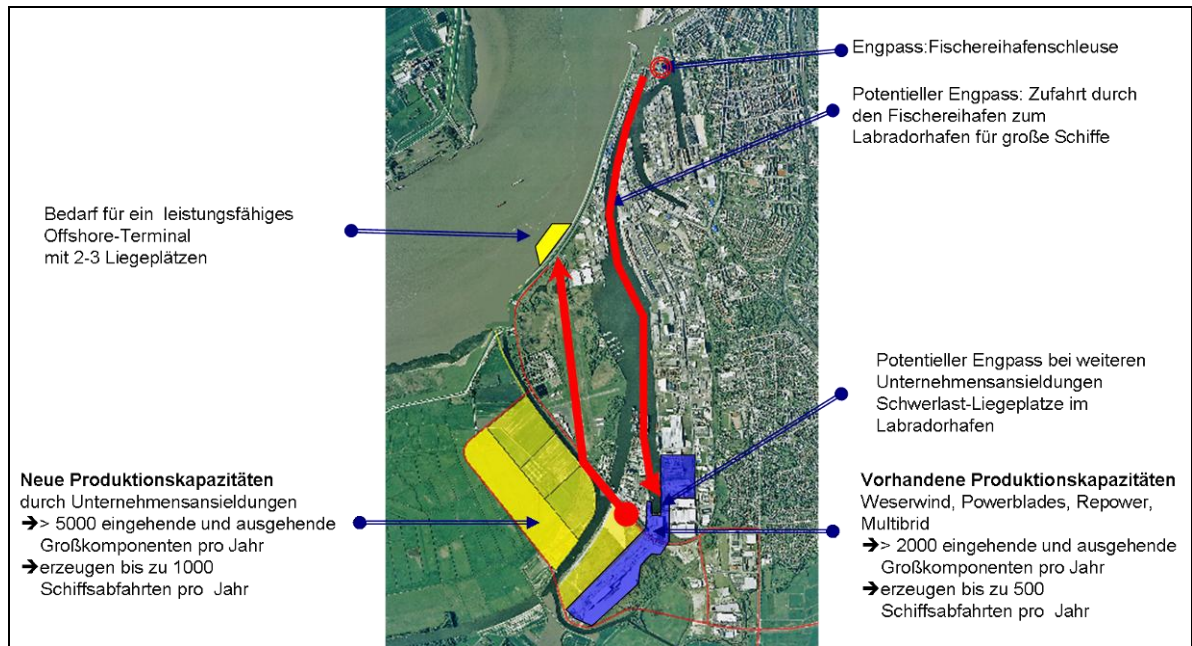 Engpass:Fischereihafenschleuse
Potentieller Engpass: Zufahrt durch
den Fischereihafen zum
Labradorhafen für große Schiffe
Bedarf für ein leistungsfähiges
Offshore-Terminal
mit 2-3 Liegeplätzen
Potentieller Engpass bei weiteren
Unternehmensansieldungen
Schwerlast-Liegeplatze im
Labradorhafen
Neue Produktionskapazitäten
durch Unternehmensansieldungen
➔> 5000 eingehende und ausgehende
Großkomponenten pro Jahr
➔erzeugen bis zu 1000
Schiffsabfahrten pro Jahr
Vorhandene Produktionskapazitäten
Weserwind, Powerblades, Repower,
Multibrid
➔> 2000 eingehende und ausgehende
Großkomponenten pro Jahr
➔erzeugen bis zu 500
Schiffsabfahrten pro Jahr